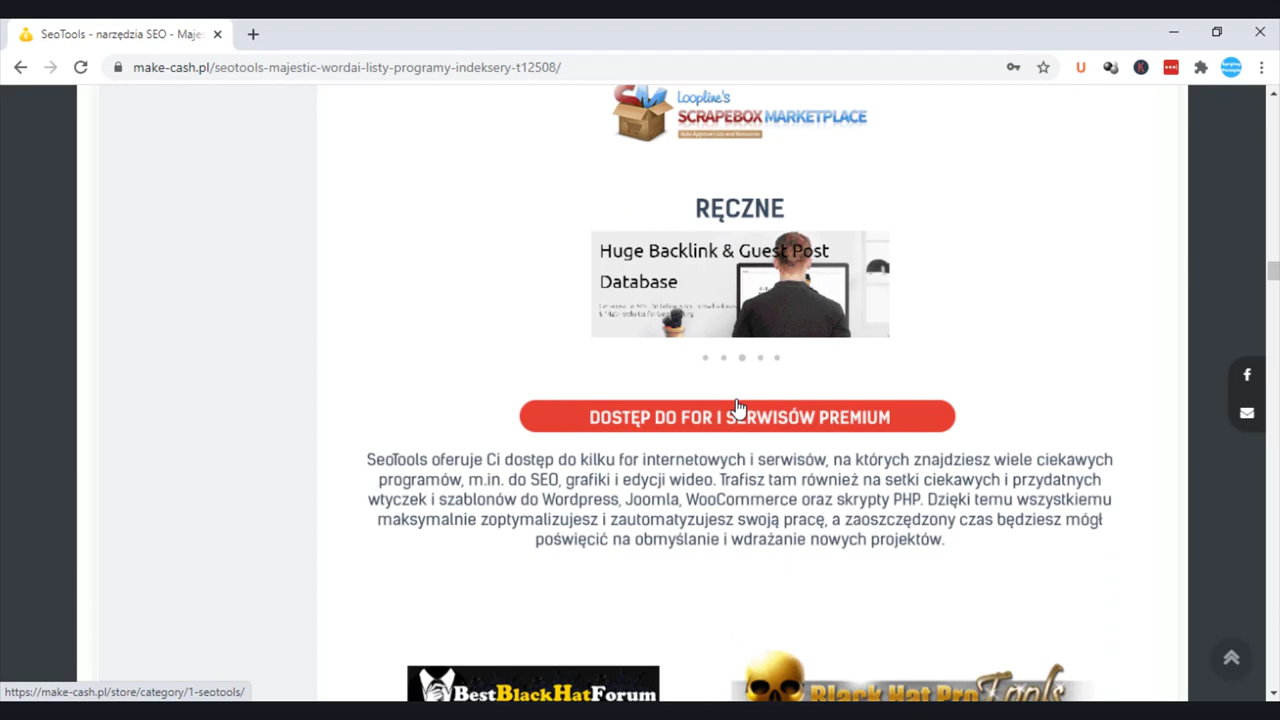 SeoTools - narzędzia SEO - Maje
make-cash.pl/seotools-majestic-wordai-listy-programy-indeksery-t12508/
Loopline's
SCRAPEBOX MARKETPLACE
Auto Approve Lists and Resources
RĘCZNE
Huge Backlink & Guest Post
Database
DOSTĘP DO FOR I SERWISÓW PREMIUM
SeoTools oferuje Ci dostęp do kilku for internetowych i serwisów, na których znajdziesz wiele ciekawych
programów, m.in. do SEO, grafiki i edycji wideo. Trafisz tam również na setki ciekawych i przydatnych
wtyczek i szablonów do Wordpress, Joomla, WooCommerce oraz skrypty PHP. Dzięki temu wszystkiemu
maksymalnie zoptymalizujesz i zautomatyzujesz swoją pracę, a zaoszczędzony czas będziesz mógł
poświęcić na obmyślanie i wdrażanie nowych projektów.
BestBlackHatForum
Black Hat ProTools
https://make-cash.pl/store/category/1-seotools/